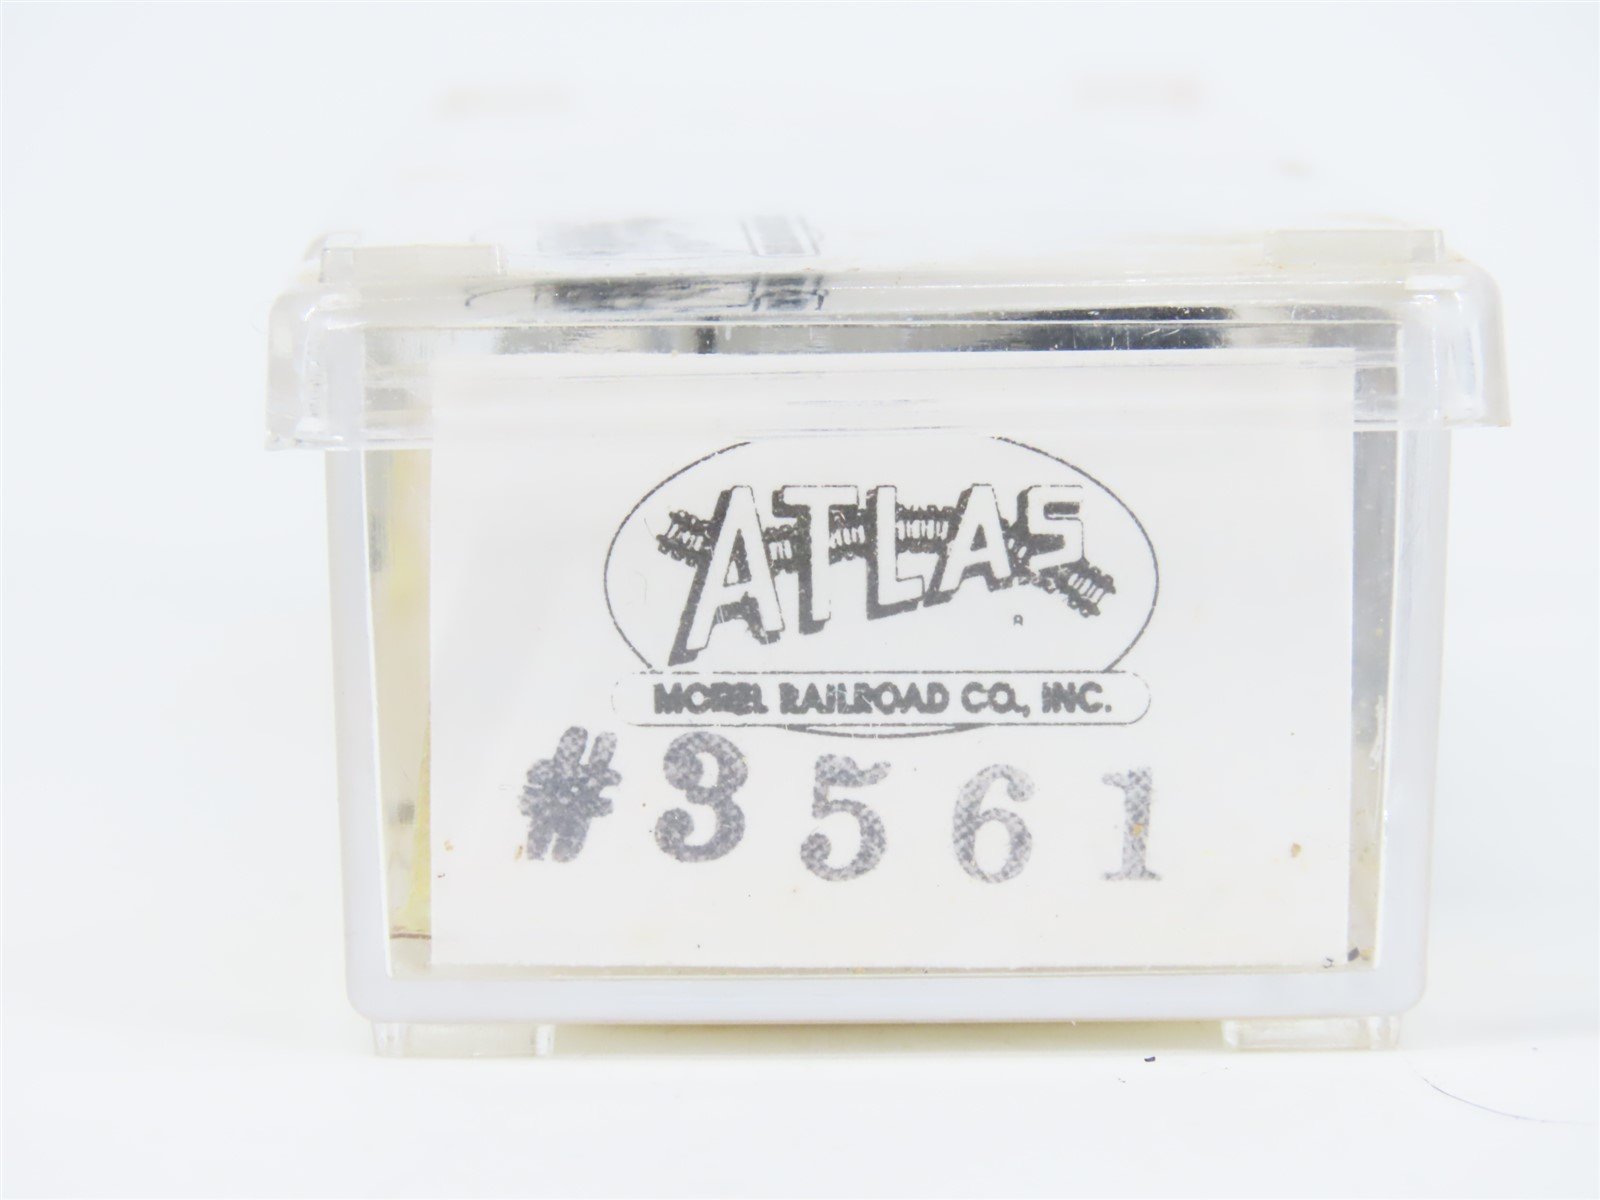 ATLAS
R
MODEL RAILROAD CO., INC.
#3561